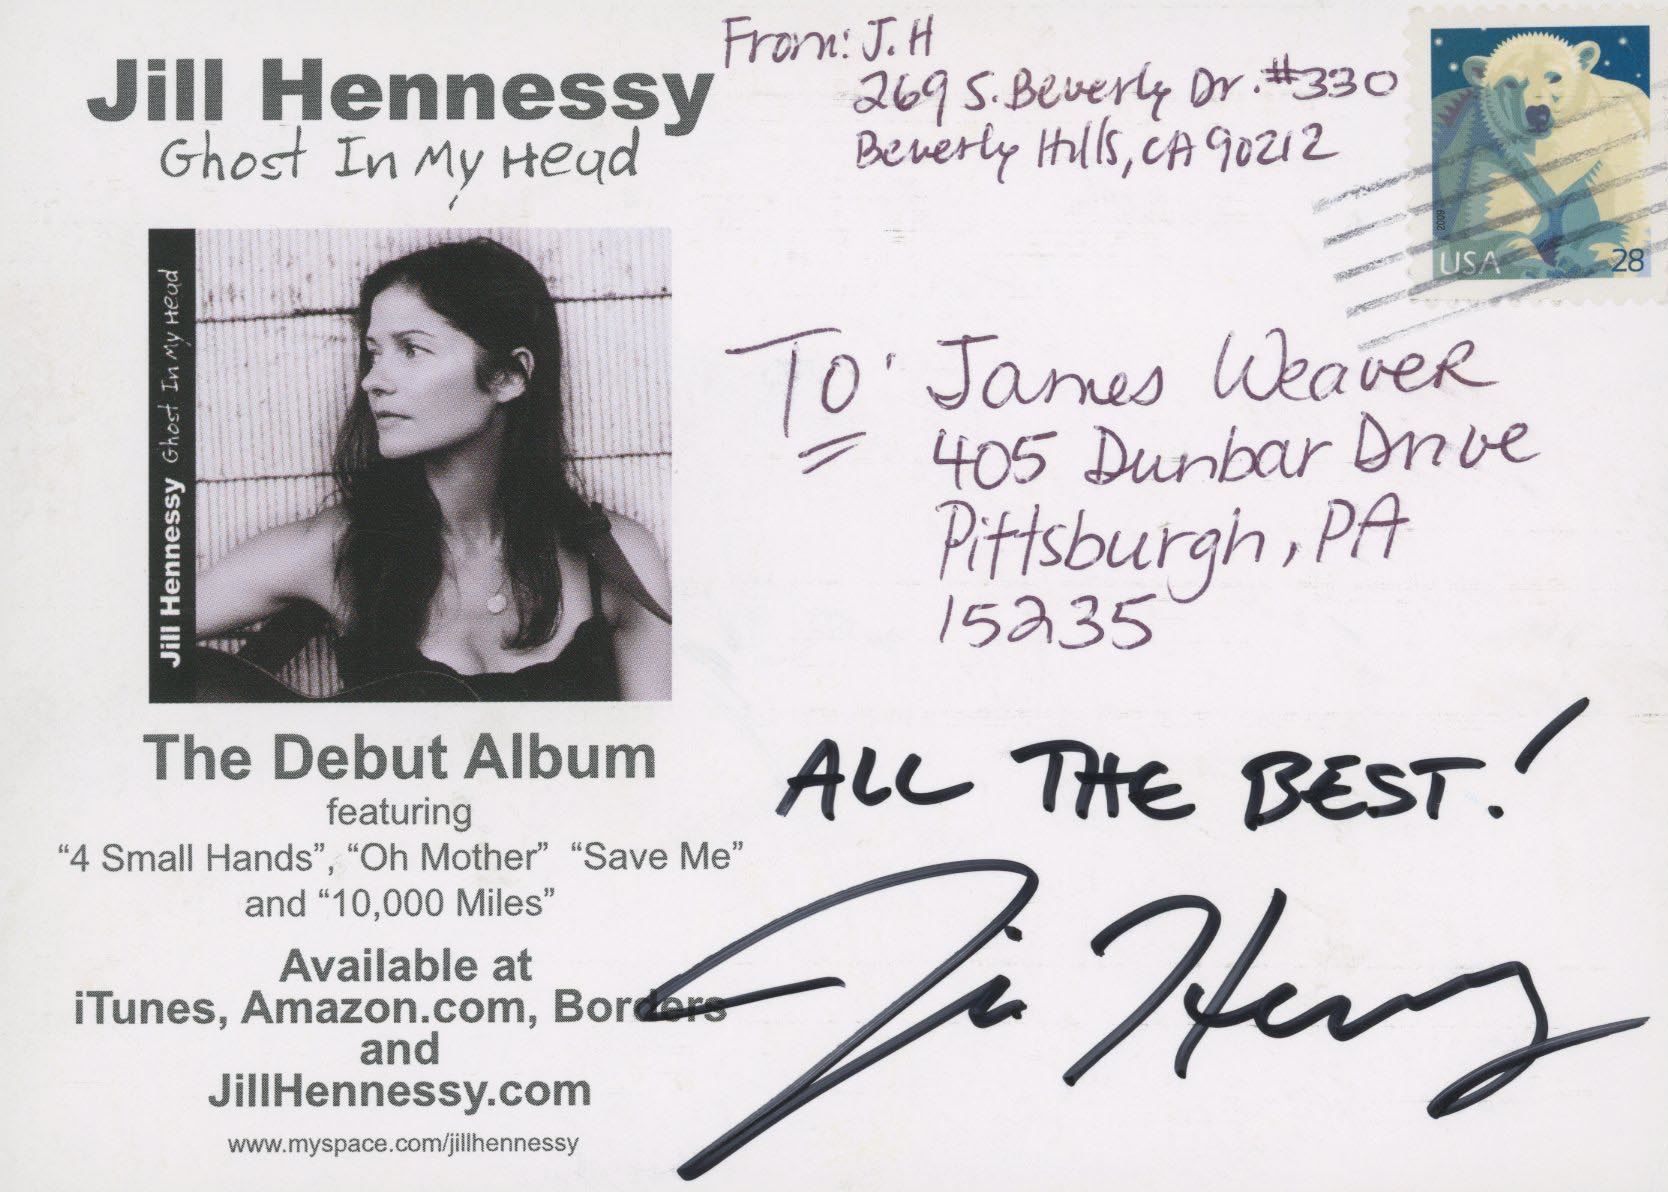 Jill Hennessy
Ghost In My Head
Jill Hennessy Ghost In My Head
The Debut Album
featuring
“4 Small Hands”, “Oh Mother” “Save Me”
and “10,000 Miles”
Available at
iTunes, Amazon.com, Borders
and
JillHennessy.com
www.myspace.com/jillhennessy
From: J.H
269 S. Beverly Dr. #330
Beverly Hills, CA 90212
2009
USA 28
To: James Weaver
405 Dunbar Drive
Pittsburgh, PA
15235
ALL THE BEST!
Jill Hennessy